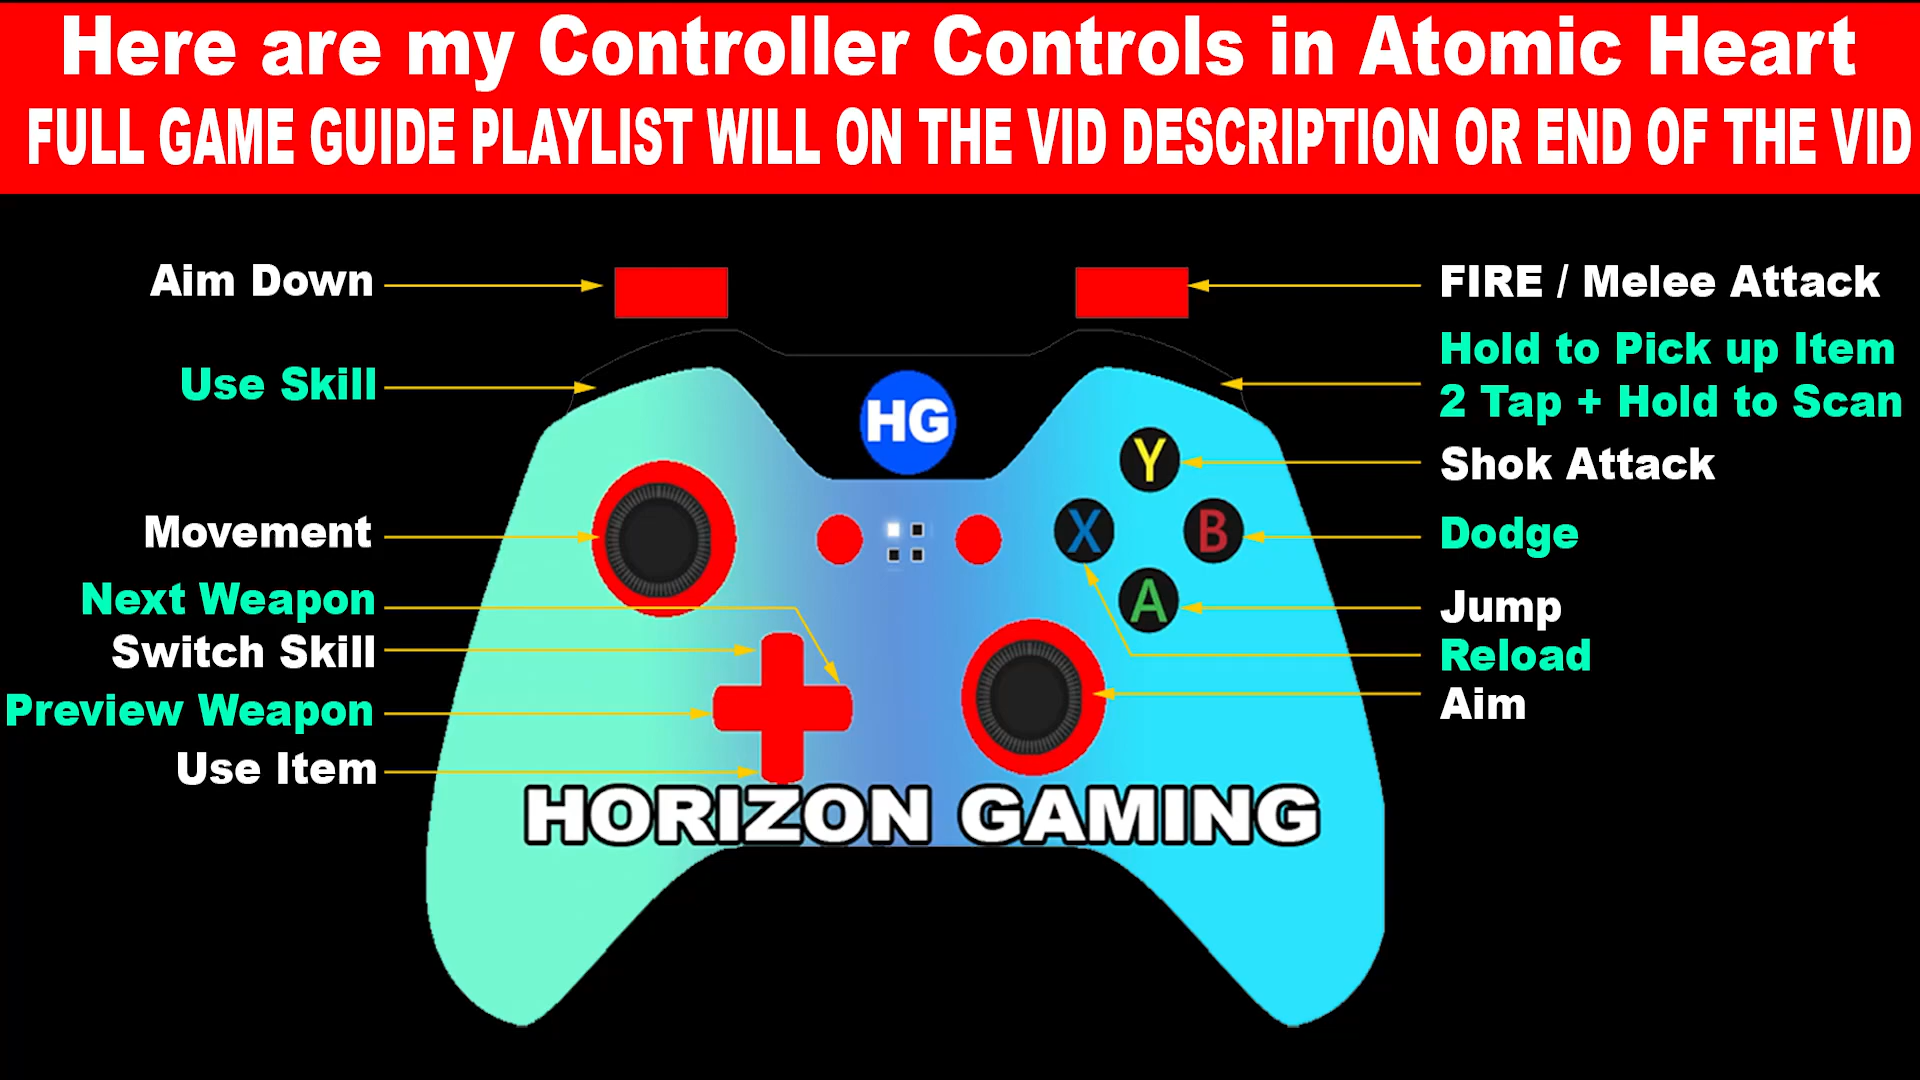 Here are my Controller Controls in Atomic Heart
FULL GAME GUIDE PLAYLIST WILL ON THE VID DESCRIPTION OR END OF THE VID
Aim Down
Use Skill
Movement
Next Weapon
Switch Skill
Preview Weapon
Use Item
HG
Y
X
B
A
FIRE / Melee Attack
Hold to Pick up Item
2 Tap + Hold to Scan
Shok Attack
Dodge
Jump
Reload
Aim
HORIZON GAMING